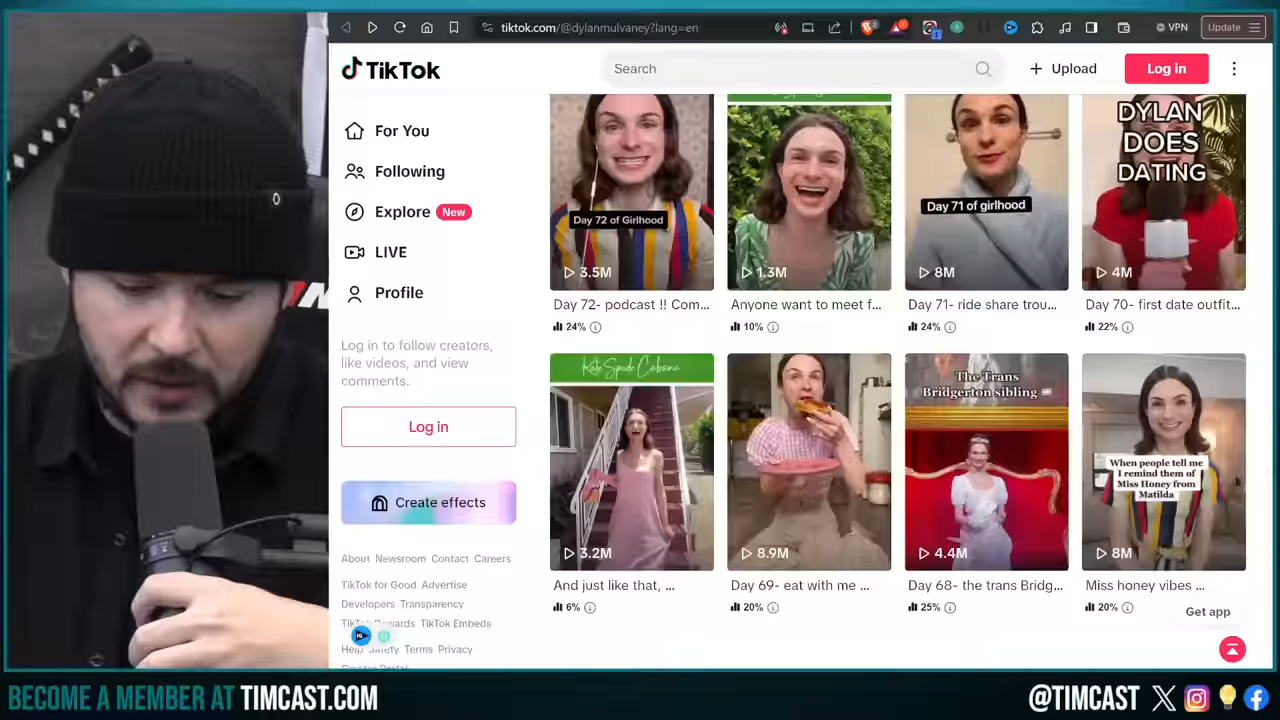 tiktok.com/@dylanmulvaney?lang=en
VPN
Update
TikTok
Search
Upload
Log in
For You
Following
Explore New
LIVE
Profile
Log in to follow creators,
like videos, and view
comments.
Log in
Create effects
About Newsroom Contact Careers
TikTok for Good Advertise
Developers Transparency
TikTok Rewards TikTok Embeds
Help Safety Terms Privacy
Day 72 of Girlhood
3.5M
Day 72- podcast !! Com...
24%
1.3M
Anyone want to meet f...
10%
Day 71 of girlhood
8M
Day 71- ride share trou...
24%
DYLAN
DOES
DATING
4M
Day 70- first date outfit...
22%
Kate Spade Cabana
3.2M
And just like that, ...
6%
8.9M
Day 69- eat with me ...
20%
The Trans
Bridgerton sibling
4.4M
Day 68- the trans Bridg...
25%
When people tell me
I remind them of
Miss Honey from
Matilda
8M
Miss honey vibes ...
20%
Get app
BECOME A MEMBER AT TIMCAST.COM
@TIMCAST